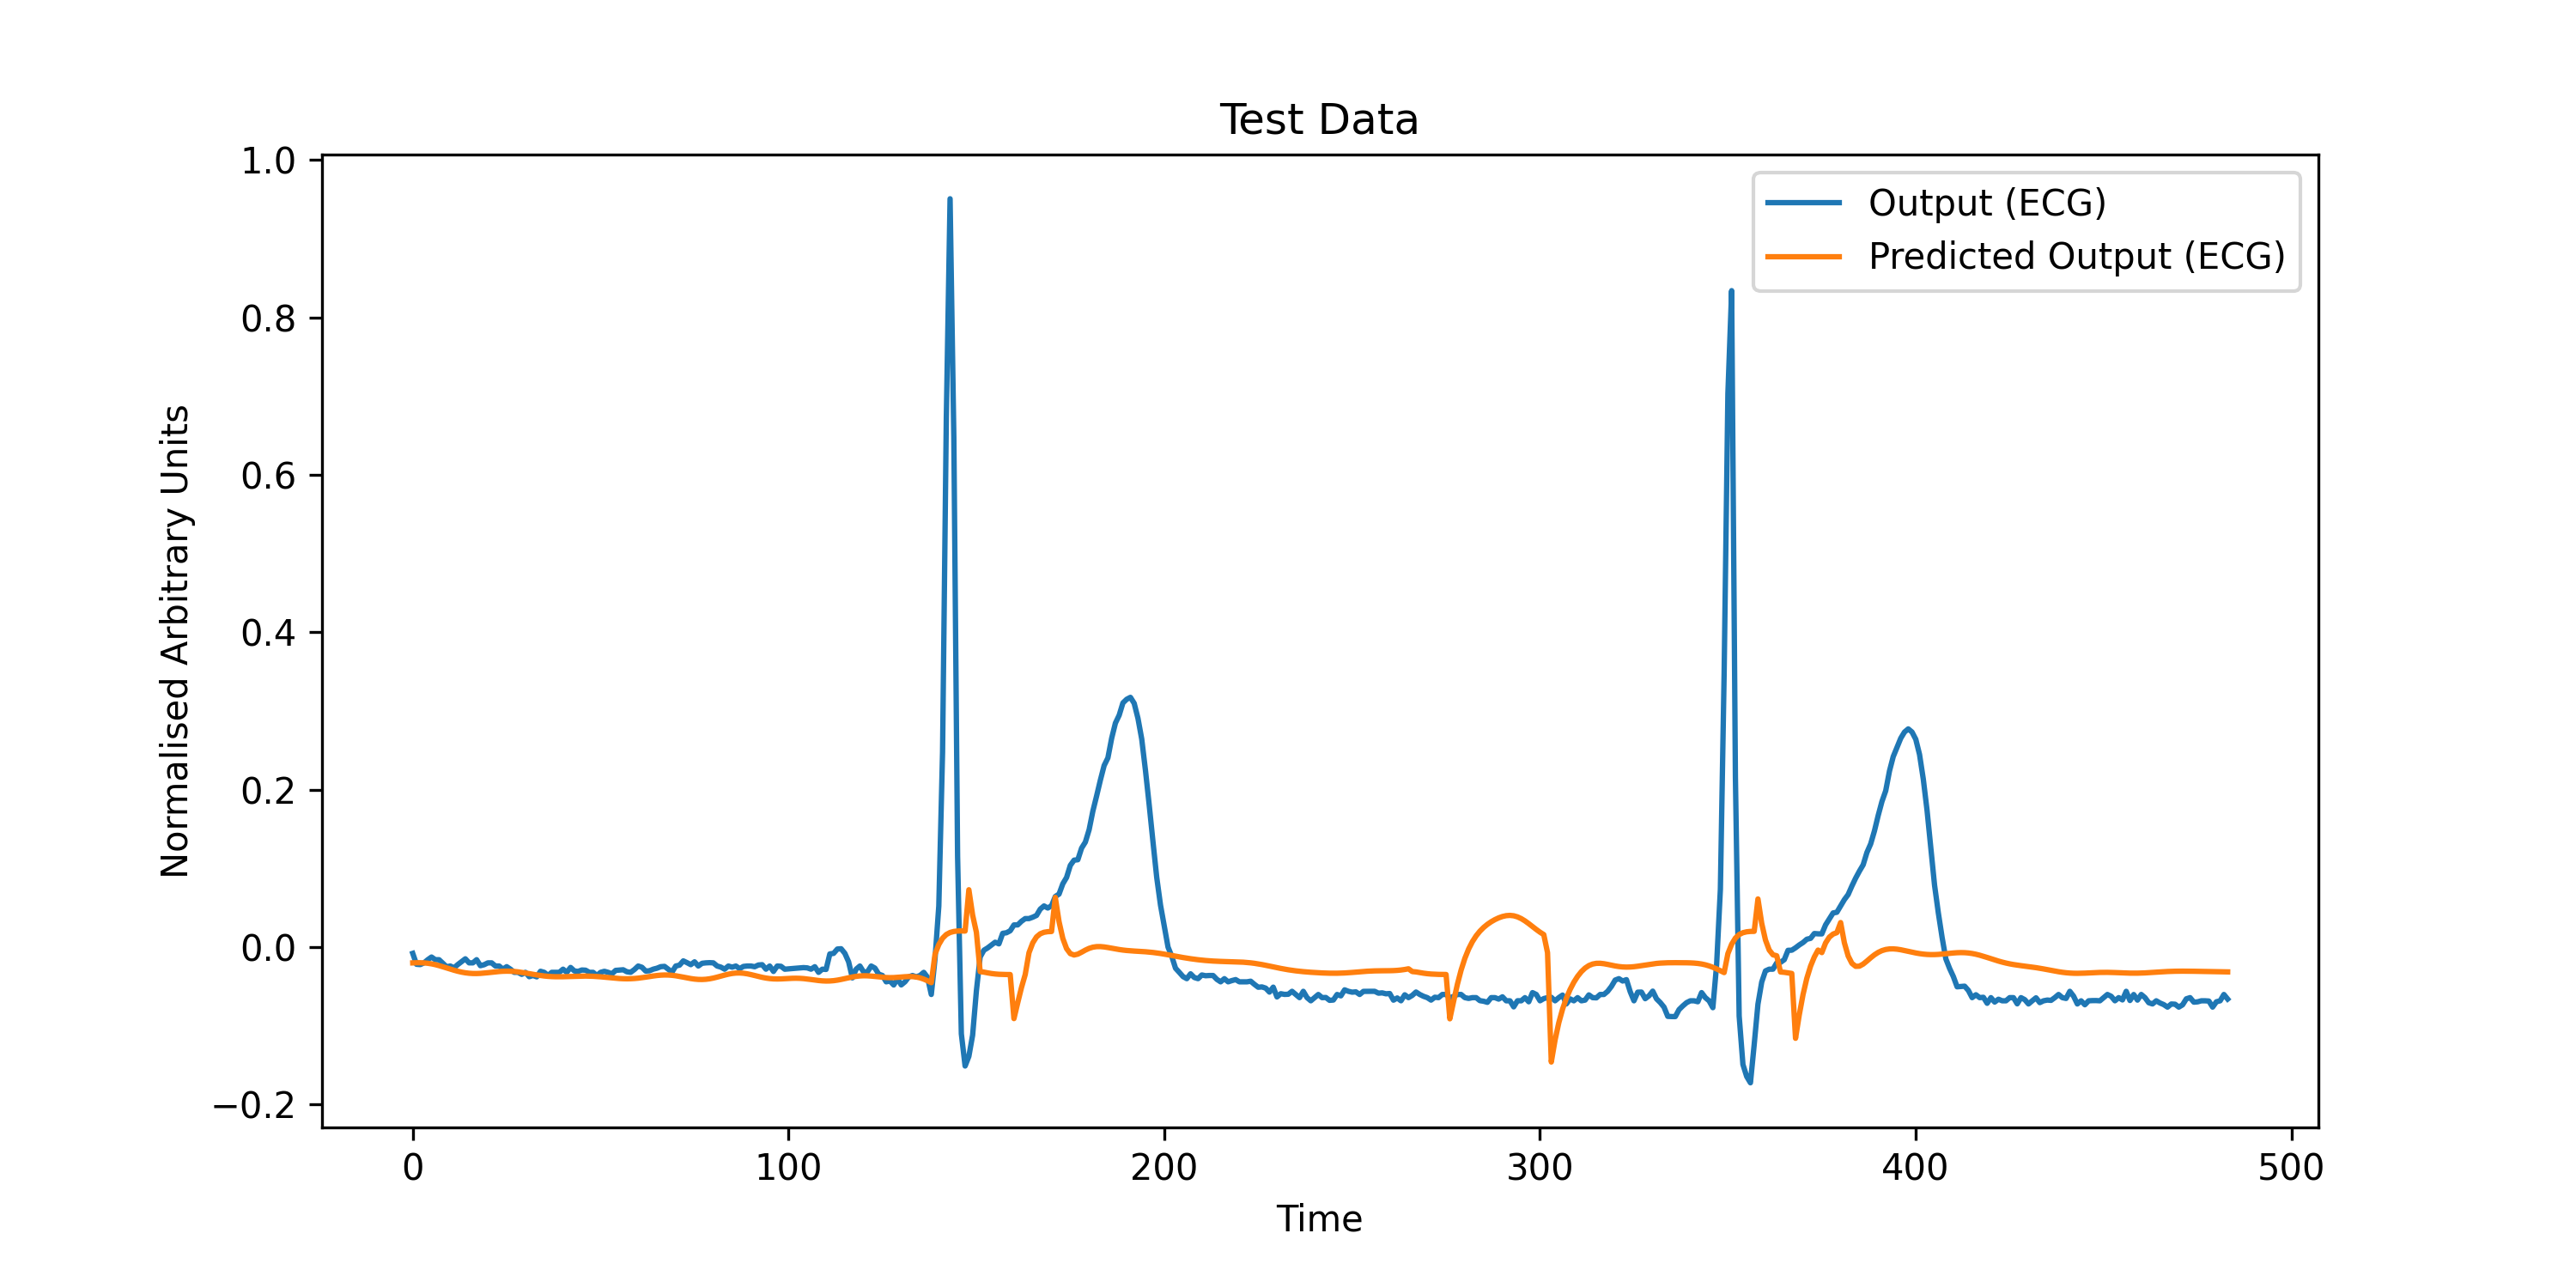 Test Data
1.0
0.8
0.6
0.4
0.2
0.0
−0.2
Normalised Arbitrary Units
Output (ECG)
Predicted Output (ECG)
0 100 200 300 400 500
Time